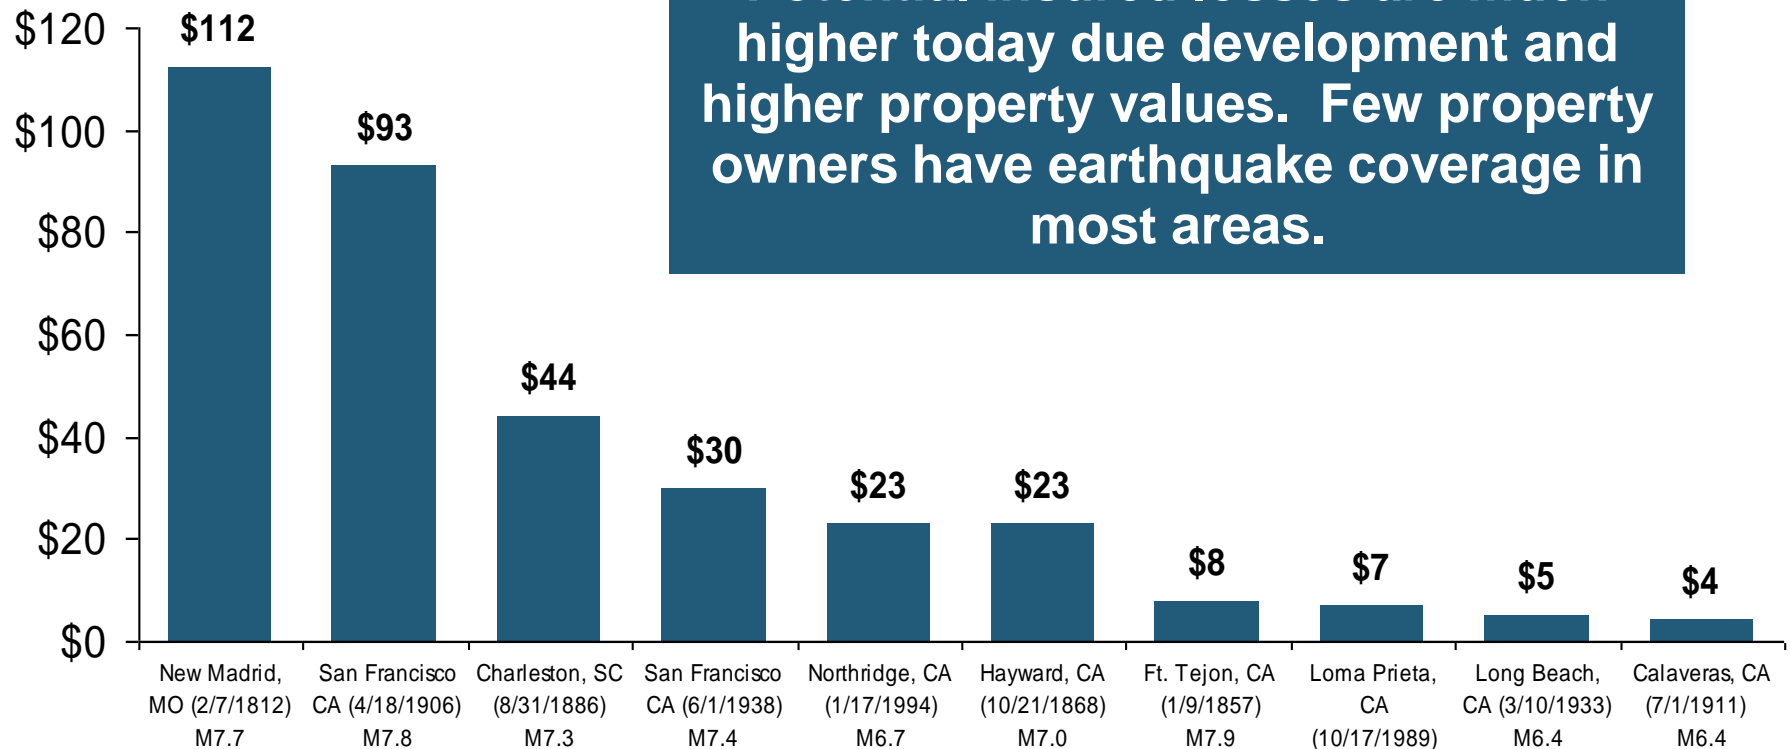 Potential insured losses are much
higher today due development and
higher property values. Few property
owners have earthquake coverage in
most areas.
$120
$100
$80
$60
$40
$20
$0
$112
$93
$44
$30
$23
$23
$8
$7
$5
$4
New Madrid,
MO (2/7/1812)
M7.7
San Francisco
CA (4/18/1906)
M7.8
Charleston, SC
(8/31/1886)
M7.3
San Francisco
CA (6/1/1938)
M7.4
Northridge, CA
(1/17/1994)
M6.7
Hayward, CA
(10/21/1868)
M7.0
Ft. Tejon, CA
(1/9/1857)
M7.9
Loma Prieta,
CA
(10/17/1989)
Long Beach,
CA (3/10/1933)
M6.4
Calaveras, CA
(7/1/1911)
M6.4